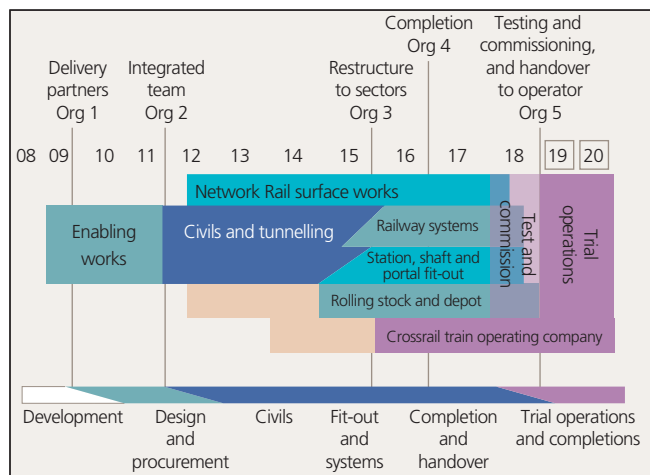 Completion
Org 4
Testing and
commissioning,
and handover
to operator
Org 5
Delivery
partners
Org 1
Integrated
team
Org 2
Restructure
to sectors
Org 3
08 09 10 11 12 13 14 15 16 17 18 19 20
Network Rail surface works
Enabling
works
Civils and tunnelling
Railway systems
Station, shaft and
portal fit-out
Rolling stock and depot
Crossrail train operating company
Test and
commission
Trial
operations
Development
Design
and
procurement
Civils
Fit-out
and
systems
Completion
and
handover
Trial operations
and completions